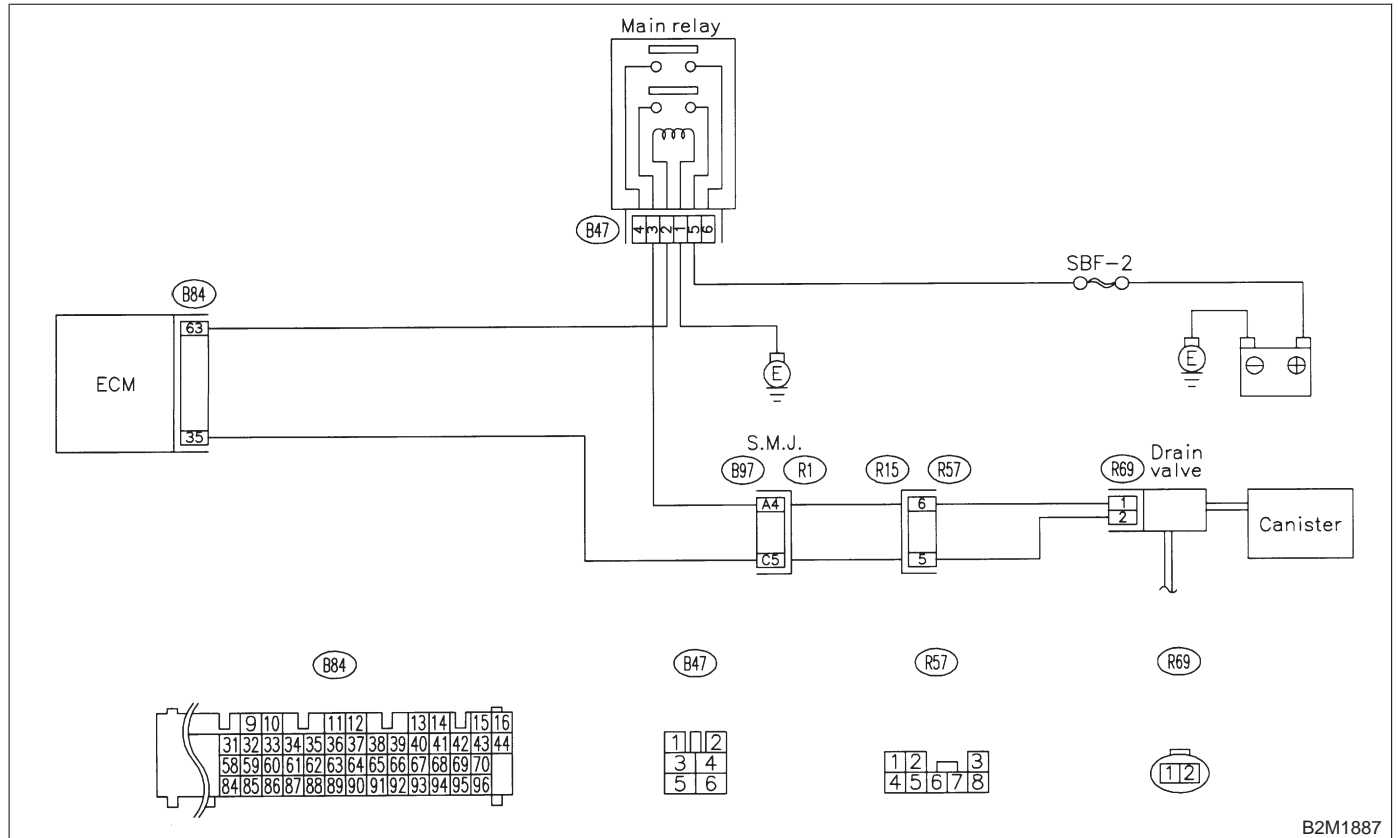 Main relay
B47
4 3 2 1 5 6
SBF-2
B84
63
E
E
ECM
35
S.M.J.
B97 R1 R15 R57 R69 Drain
valve
A4 6 1
2
Canister
C5 5
B84 B47 R57 R69
9 10 11 12 13 14 15 16
31 32 33 34 35 36 37 38 39 40 41 42 43 44
58 59 60 61 62 63 64 65 66 67 68 69 70
84 85 86 87 88 89 90 91 92 93 94 95 96
1 2
3 4
5 6
1 2 3
4 5 6 7 8
1 2
B2M1887